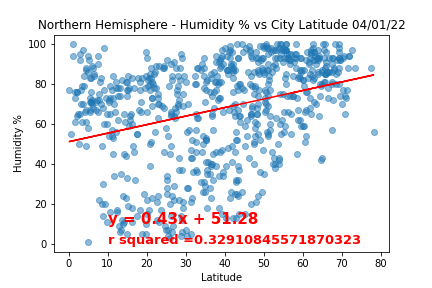 Northern Hemisphere - Humidity % vs City Latitude 04/01/22
100
80
60
40
20
0
Humidity %
y = 0.43x + 51.28
r squared =0.32910845571870323
0 10 20 30 40 50 60 70 80
Latitude